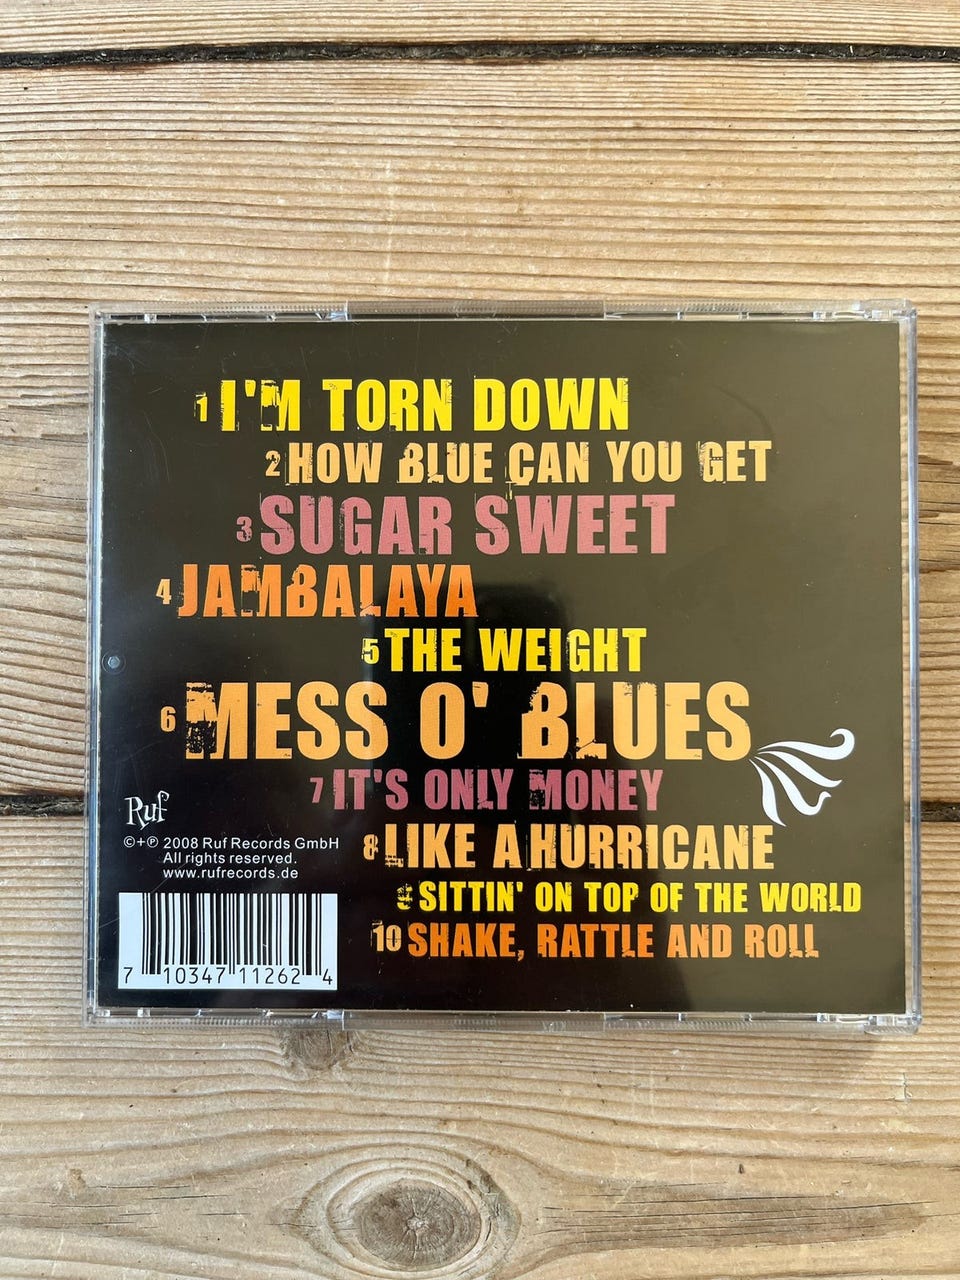 1 I'M TORN DOWN
2 HOW BLUE CAN YOU GET
3 SUGAR SWEET
4 JAMBALAYA
5 THE WEIGHT
6 MESS O' BLUES
7 IT'S ONLY MONEY
8 LIKE A HURRICANE
9 SITTIN' ON TOP OF THE WORLD
10 SHAKE, RATTLE AND ROLL
Ruf
©+℗ 2008 Ruf Records GmbH
All rights reserved.
www.rufrecords.de
7 10347 11262 4